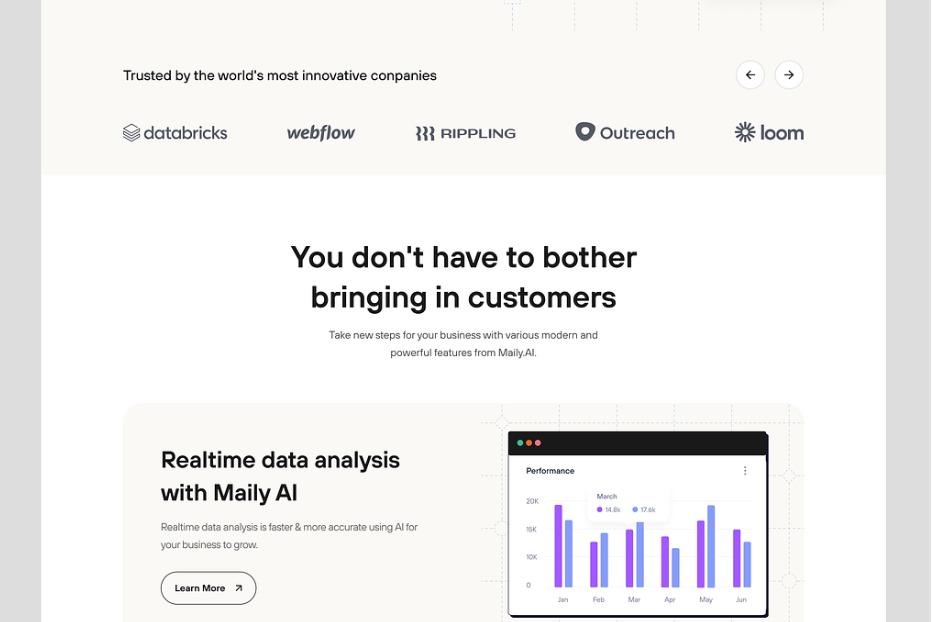 Trusted by the world's most innovative conpanies
databricks
webflow
RIPPLING
Outreach
loom
You don't have to bother
bringing in customers
Take new steps for your business with various modern and
powerful features from Maily.AI.
Realtime data analysis
with Maily AI
Realtime data analysis is faster & more accurate using AI for
your business to grow.
Learn More
Performance
March
14.8k 17.6k
20K
15K
10K
0
Jan Feb Mar Apr May Jun